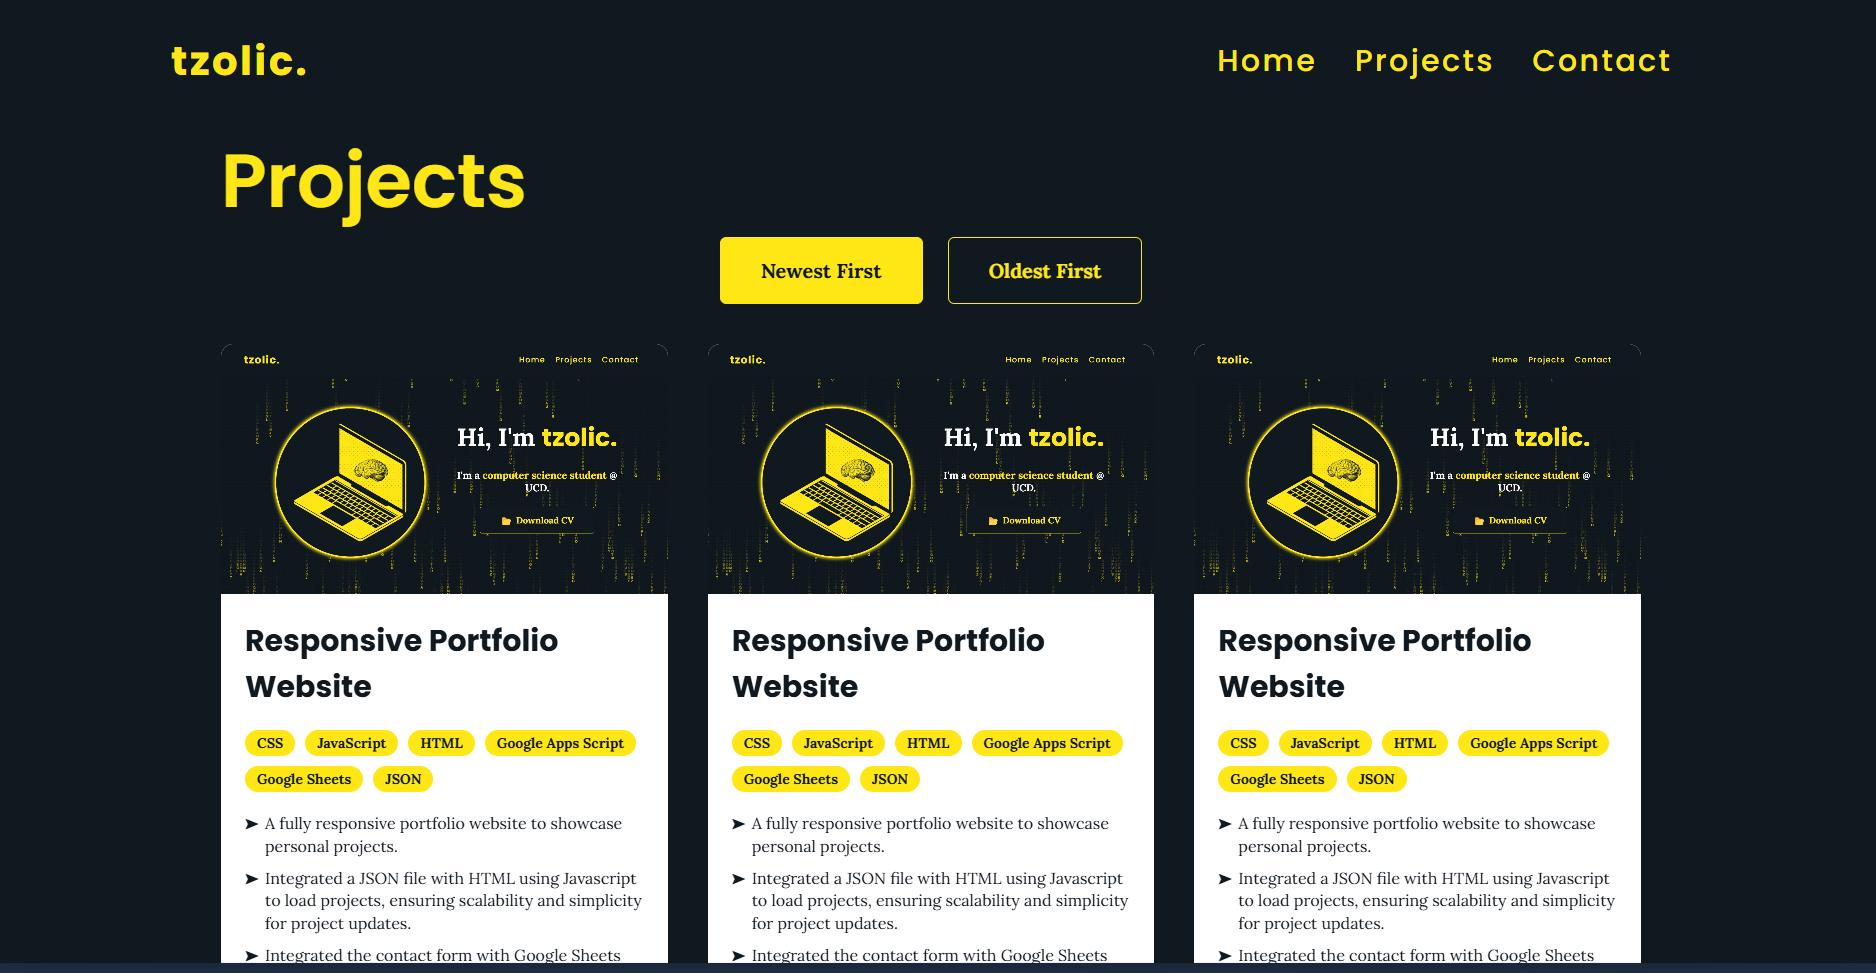 tzolic.
Home Projects Contact
Projects
Newest First
Oldest First
tzolic.
Home Projects Contact
Hi, I'm tzolic.
I'm a computer science student @
UCD.
Download CV
Responsive Portfolio
Website
CSS JavaScript HTML Google Apps Script
Google Sheets JSON
➤ A fully responsive portfolio website to showcase
personal projects.
➤ Integrated a JSON file with HTML using Javascript
to load projects, ensuring scalability and simplicity
for project updates.
➤ Integrated the contact form with Google Sheets
tzolic.
Home Projects Contact
Hi, I'm tzolic.
I'm a computer science student @
UCD.
Download CV
Responsive Portfolio
Website
CSS JavaScript HTML Google Apps Script
Google Sheets JSON
➤ A fully responsive portfolio website to showcase
personal projects.
➤ Integrated a JSON file with HTML using Javascript
to load projects, ensuring scalability and simplicity
for project updates.
➤ Integrated the contact form with Google Sheets
tzolic.
Home Projects Contact
Hi, I'm tzolic.
I'm a computer science student @
UCD.
Download CV
Responsive Portfolio
Website
CSS JavaScript HTML Google Apps Script
Google Sheets JSON
➤ A fully responsive portfolio website to showcase
personal projects.
➤ Integrated a JSON file with HTML using Javascript
to load projects, ensuring scalability and simplicity
for project updates.
➤ Integrated the contact form with Google Sheets